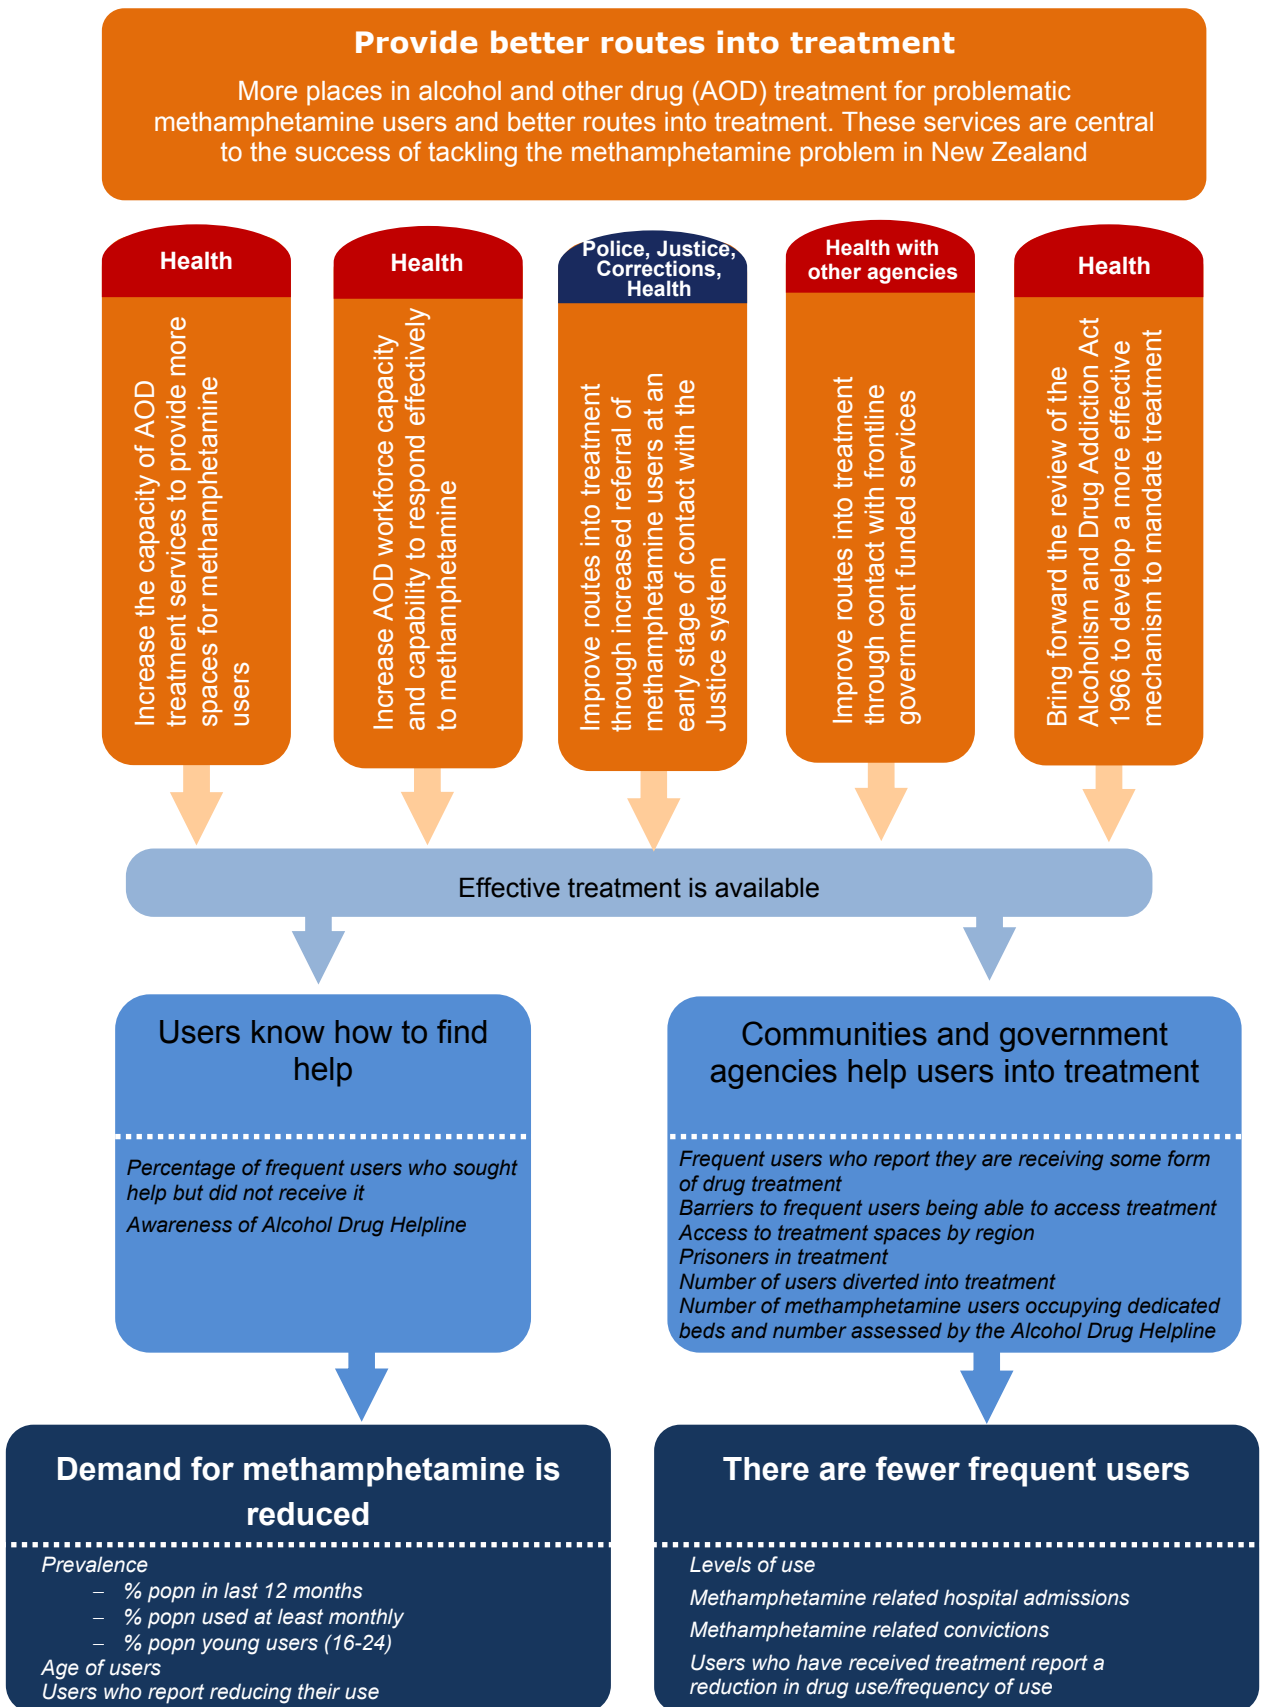 Provide better routes into treatment
More places in alcohol and other drug (AOD) treatment for problematic
methamphetamine users and better routes into treatment. These services are central
to the success of tackling the methamphetamine problem in New Zealand
Health
Increase the capacity of AOD
treatment services to provide more
spaces for methamphetamine
users
Health
Increase AOD workforce capacity
and capability to respond effectively
to methamphetamine
Police, Justice,
Corrections,
Health
Improve routes into treatment
through increased referral of
methamphetamine users at an
early stage of contact with the
Justice system
Health with
other agencies
Improve routes into treatment
through contact with frontline
government funded services
Health
Bring forward the review of the
Alcoholism and Drug Addiction Act
1966 to develop a more effective
mechanism to mandate treatment
Effective treatment is available
Users know how to find
help
Percentage of frequent users who sought
help but did not receive it
Awareness of Alcohol Drug Helpline
Communities and government
agencies help users into treatment
Frequent users who report they are receiving some form
of drug treatment
Barriers to frequent users being able to access treatment
Access to treatment spaces by region
Prisoners in treatment
Number of users diverted into treatment
Number of methamphetamine users occupying dedicated
beds and number assessed by the Alcohol Drug Helpline
Demand for methamphetamine is
reduced
Prevalence
– % popn in last 12 months
– % popn used at least monthly
– % popn young users (16-24)
Age of users
Users who report reducing their use
There are fewer frequent users
Levels of use
Methamphetamine related hospital admissions
Methamphetamine related convictions
Users who have received treatment report a
reduction in drug use/frequency of use